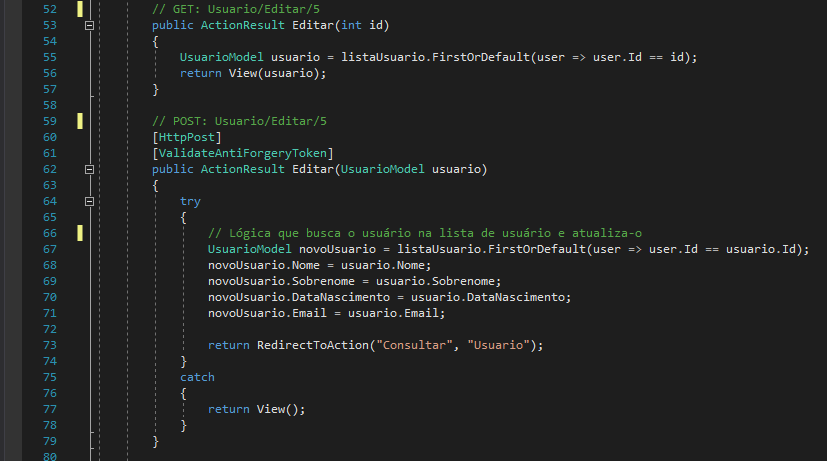 52 // GET: Usuario/Editar/5
53 public ActionResult Editar(int id)
54 {
55 UsuarioModel usuario = listaUsuario.FirstOrDefault(user => user.Id == id);
56 return View(usuario);
57 }
58
59 // POST: Usuario/Editar/5
60 [HttpPost]
61 [ValidateAntiForgeryToken]
62 public ActionResult Editar(UsuarioModel usuario)
63 {
64 try
65 {
66 // Lógica que busca o usuário na lista de usuário e atualiza-o
67 UsuarioModel novoUsuario = listaUsuario.FirstOrDefault(user => user.Id == usuario.Id);
68 novoUsuario.Nome = usuario.Nome;
69 novoUsuario.Sobrenome = usuario.Sobrenome;
70 novoUsuario.DataNascimento = usuario.DataNascimento;
71 novoUsuario.Email = usuario.Email;
72
73 return RedirectToAction("Consultar", "Usuario");
74 }
75 catch
76 {
77 return View();
78 }
79 }
80